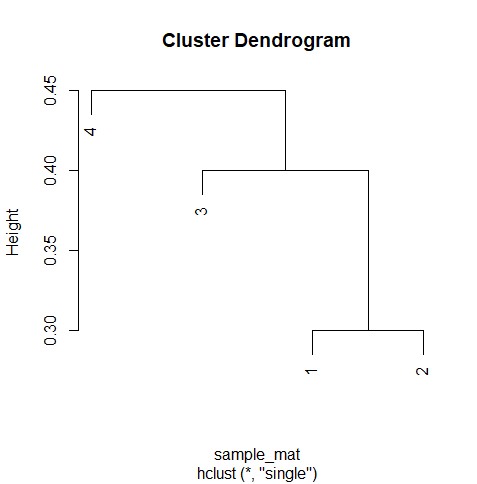 Cluster Dendrogram
Height
0.45
0.40
0.35
0.30
4
3
1
2
sample_mat
hclust (*, "single")